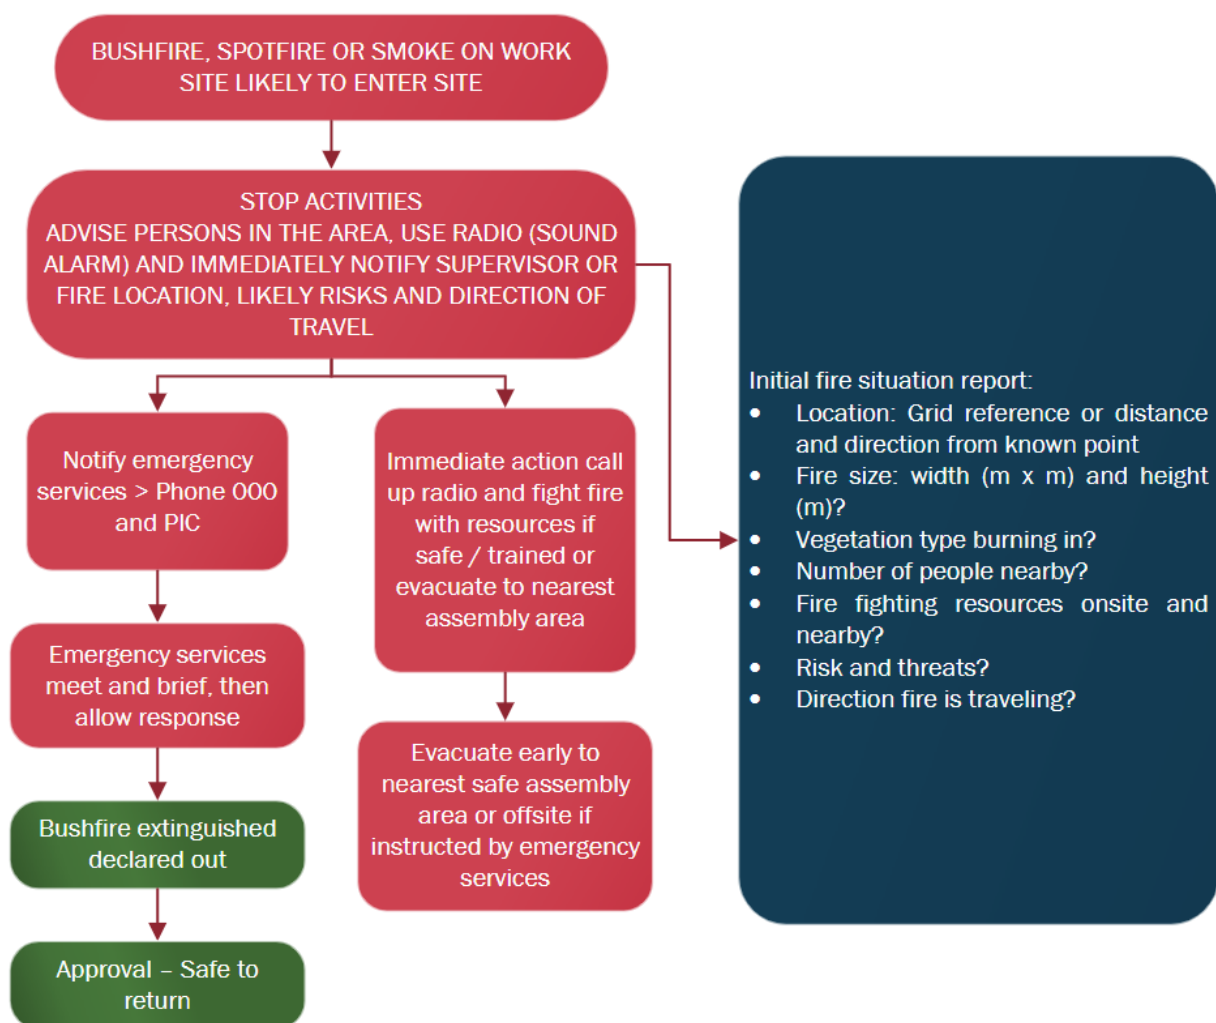 BUSHFIRE, SPOTFIRE OR SMOKE ON WORK
SITE LIKELY TO ENTER SITE
STOP ACTIVITIES
ADVISE PERSONS IN THE AREA, USE RADIO (SOUND
ALARM) AND IMMEDIATELY NOTIFY SUPERVISOR OR
FIRE LOCATION, LIKELY RISKS AND DIRECTION OF
TRAVEL
Notify emergency
services > Phone 000
and PIC
Emergency services
meet and brief, then
allow response
Bushfire extinguished
declared out
Approval – Safe to
return
Immediate action call
up radio and fight fire
with resources if
safe / trained or
evacuate to nearest
assembly area
Evacuate early to
nearest safe assembly
area or offsite if
instructed by emergency
services
Initial fire situation report:
• Location: Grid reference or distance
and direction from known point
• Fire size: width (m x m) and height
(m)?
• Vegetation type burning in?
• Number of people nearby?
• Fire fighting resources onsite and
nearby?
• Risk and threats?
• Direction fire is traveling?